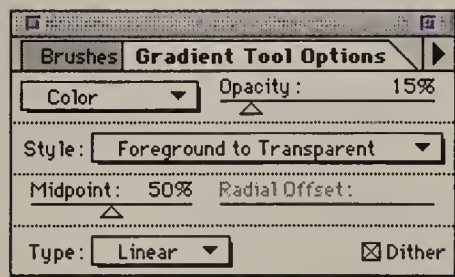 Brushes Gradient Tool Options
Color Opacity: 15%
Style: Foreground to Transparent
Midpoint: 50% Radial Offset:
Type: Linear Dither